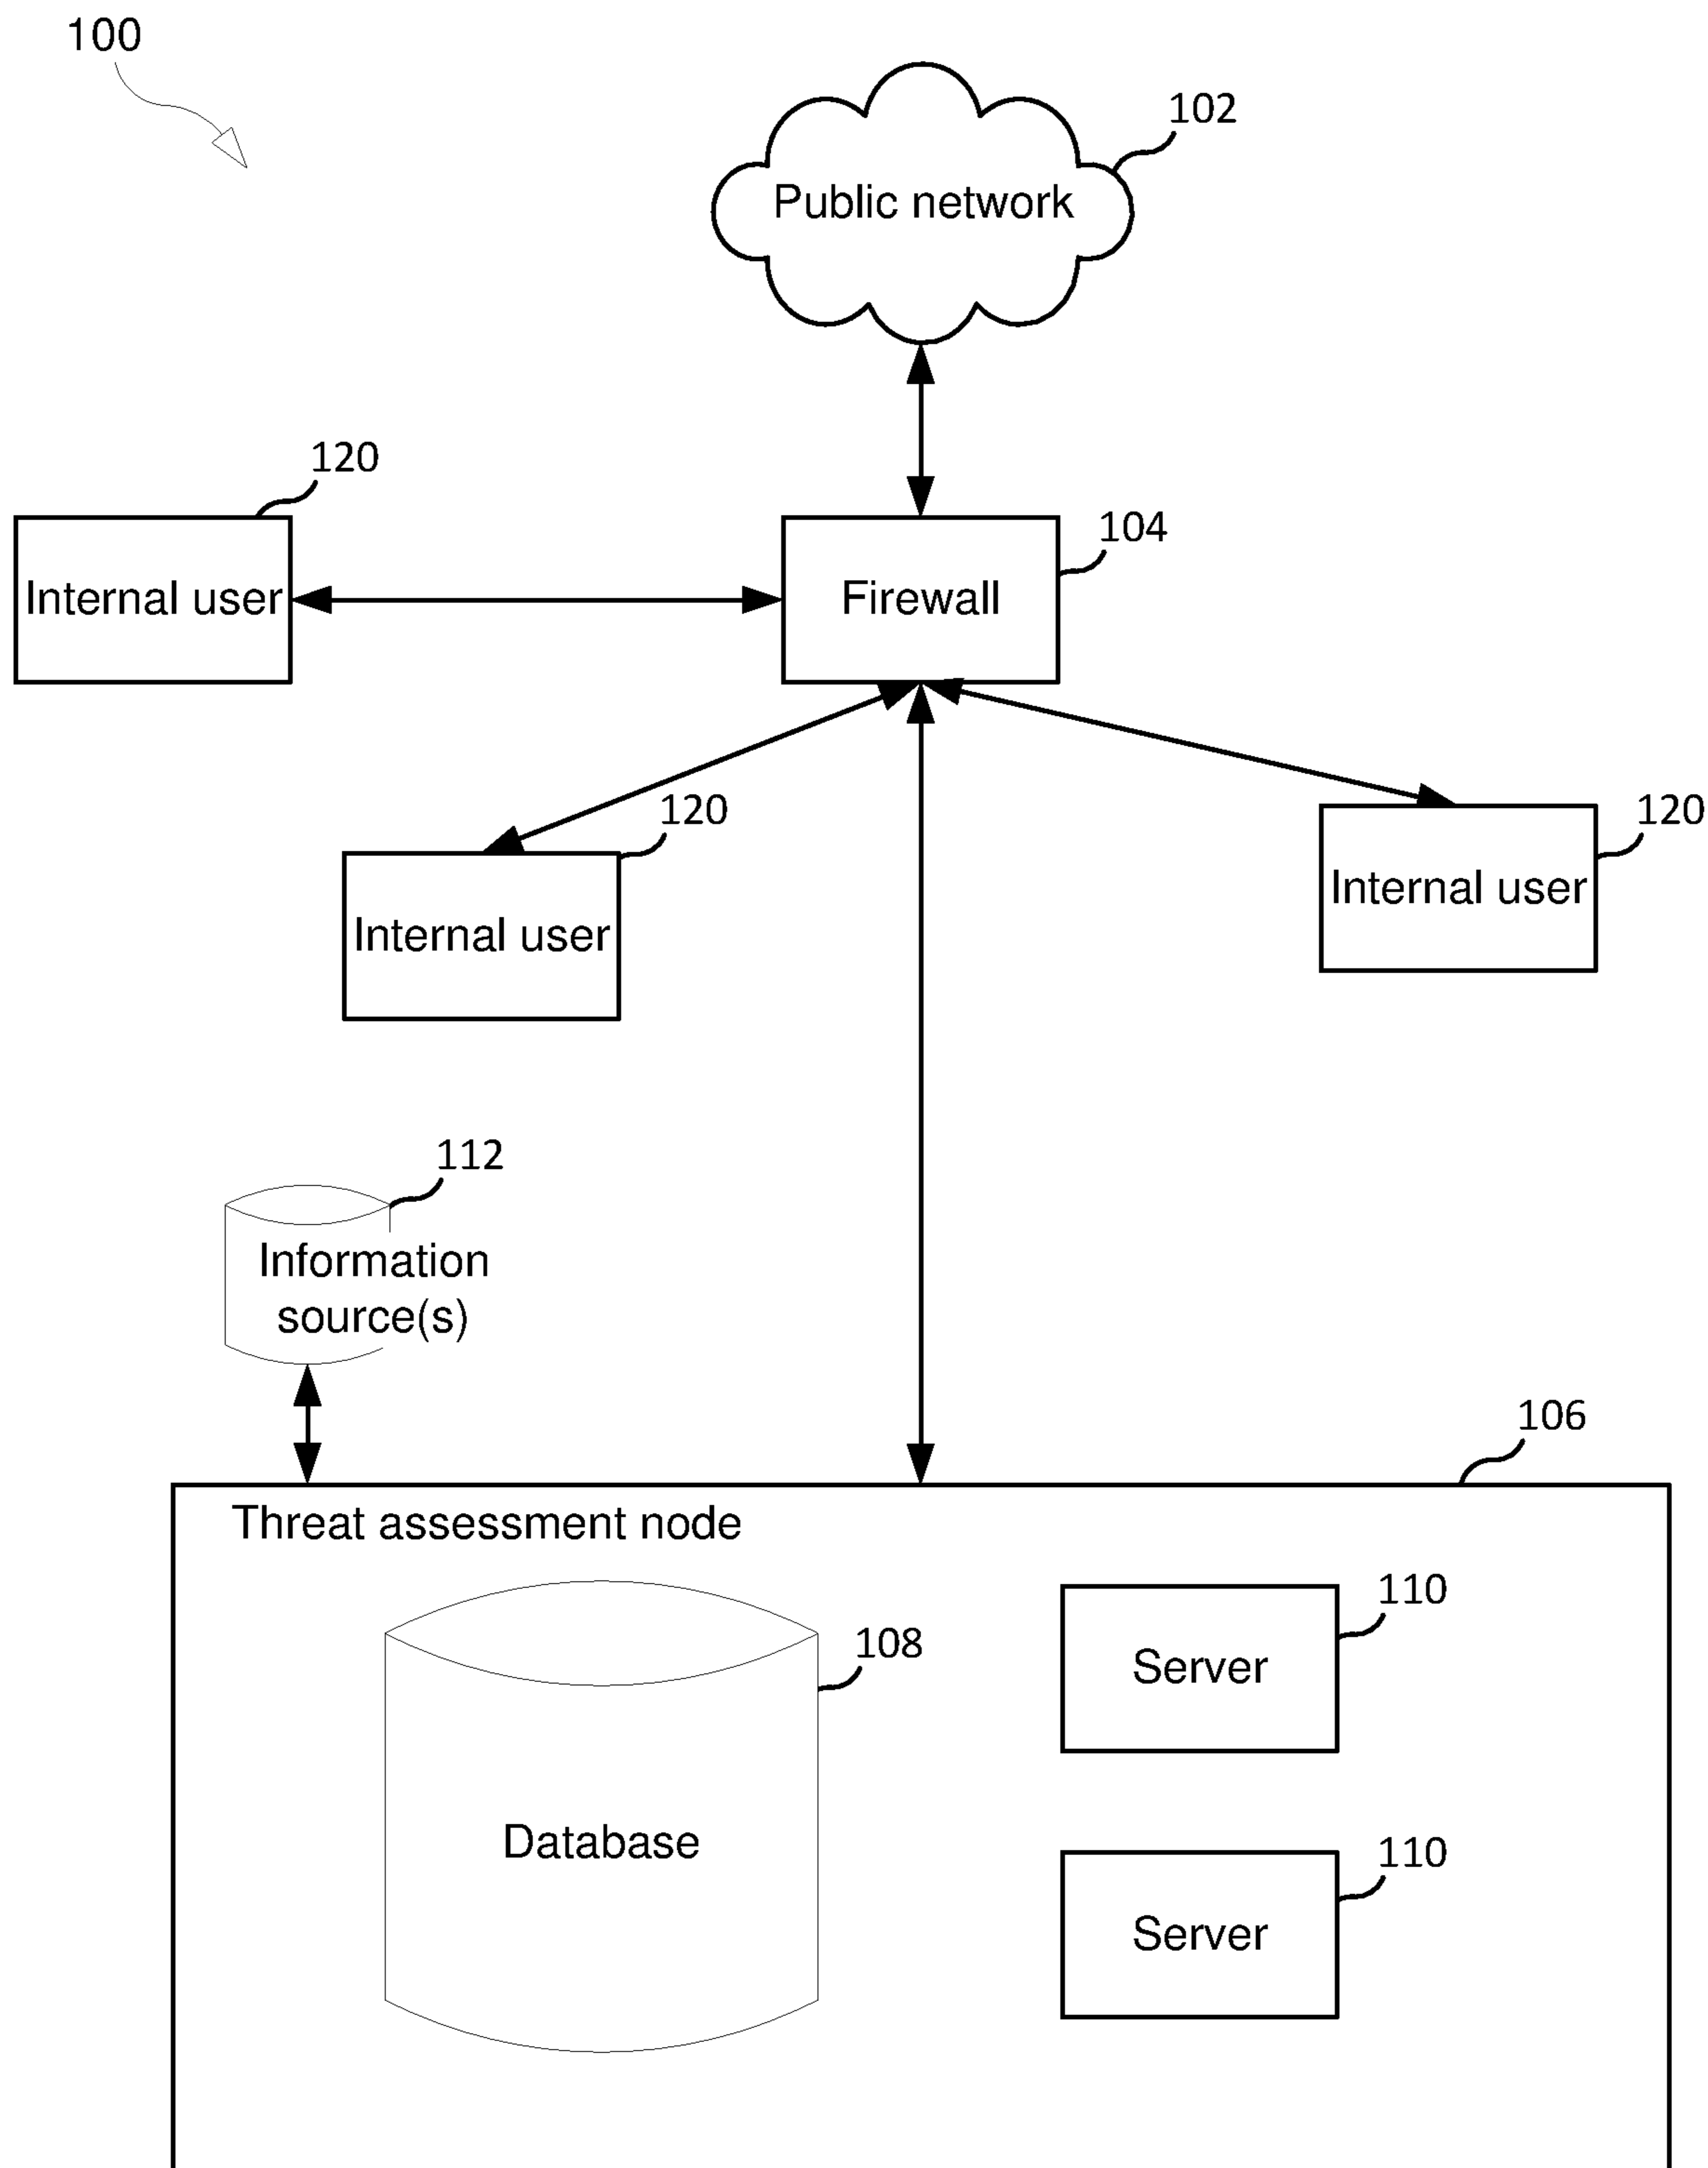 100
102
Public network
120
104
Internal user
Firewall
120
120
Internal user
Internal user
112
Information
source(s)
106
Threat assessment node
110
108
Server
Database
110
Server